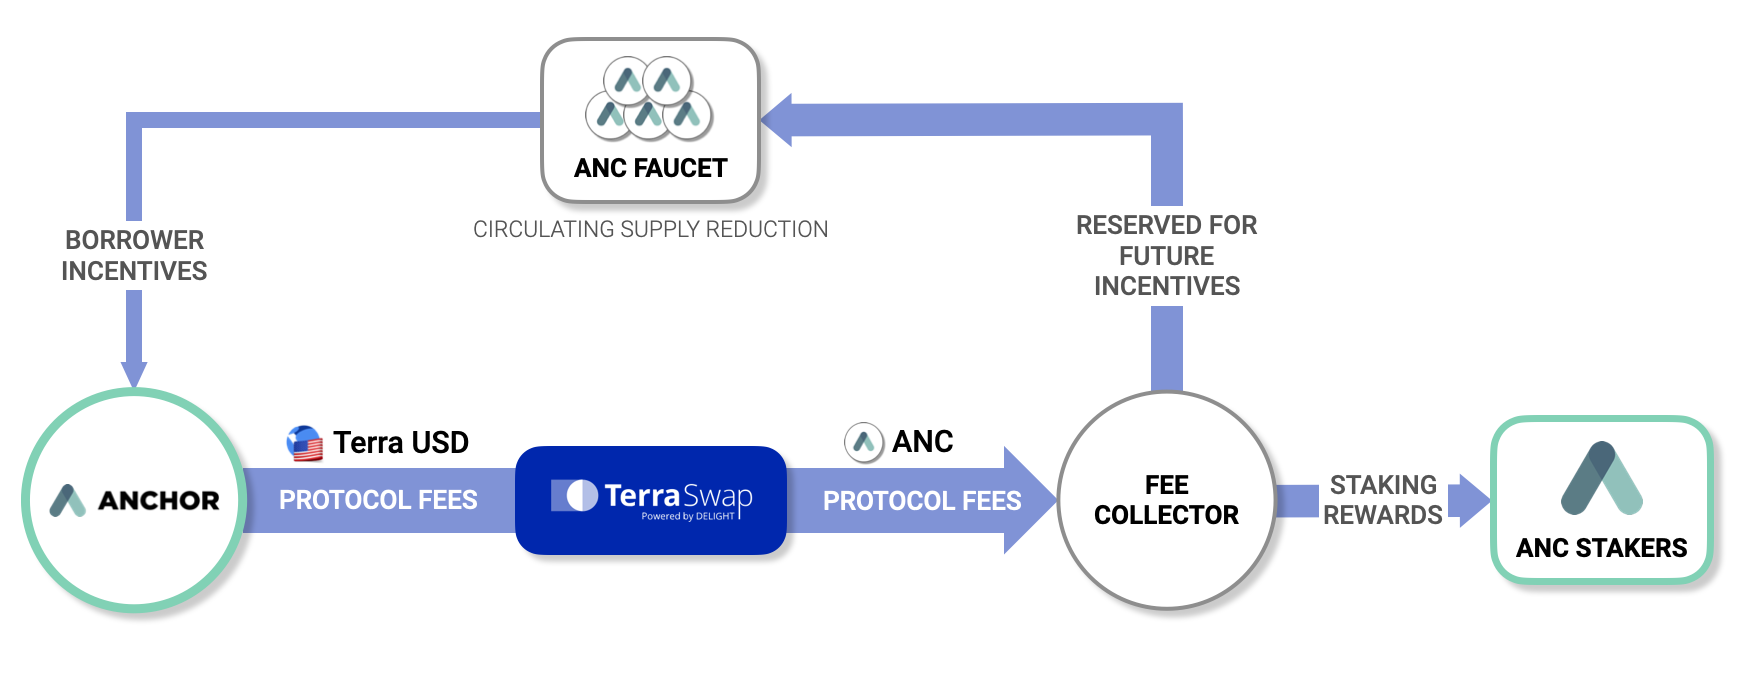 ANC FAUCET
CIRCULATING SUPPLY REDUCTION
BORROWER
INCENTIVES
RESERVED FOR
FUTURE
INCENTIVES
ANCHOR
Terra USD
PROTOCOL FEES
TerraSwap
Powered by DELIGHT
ANC
PROTOCOL FEES
FEE
COLLECTOR
STAKING
REWARDS
ANC STAKERS